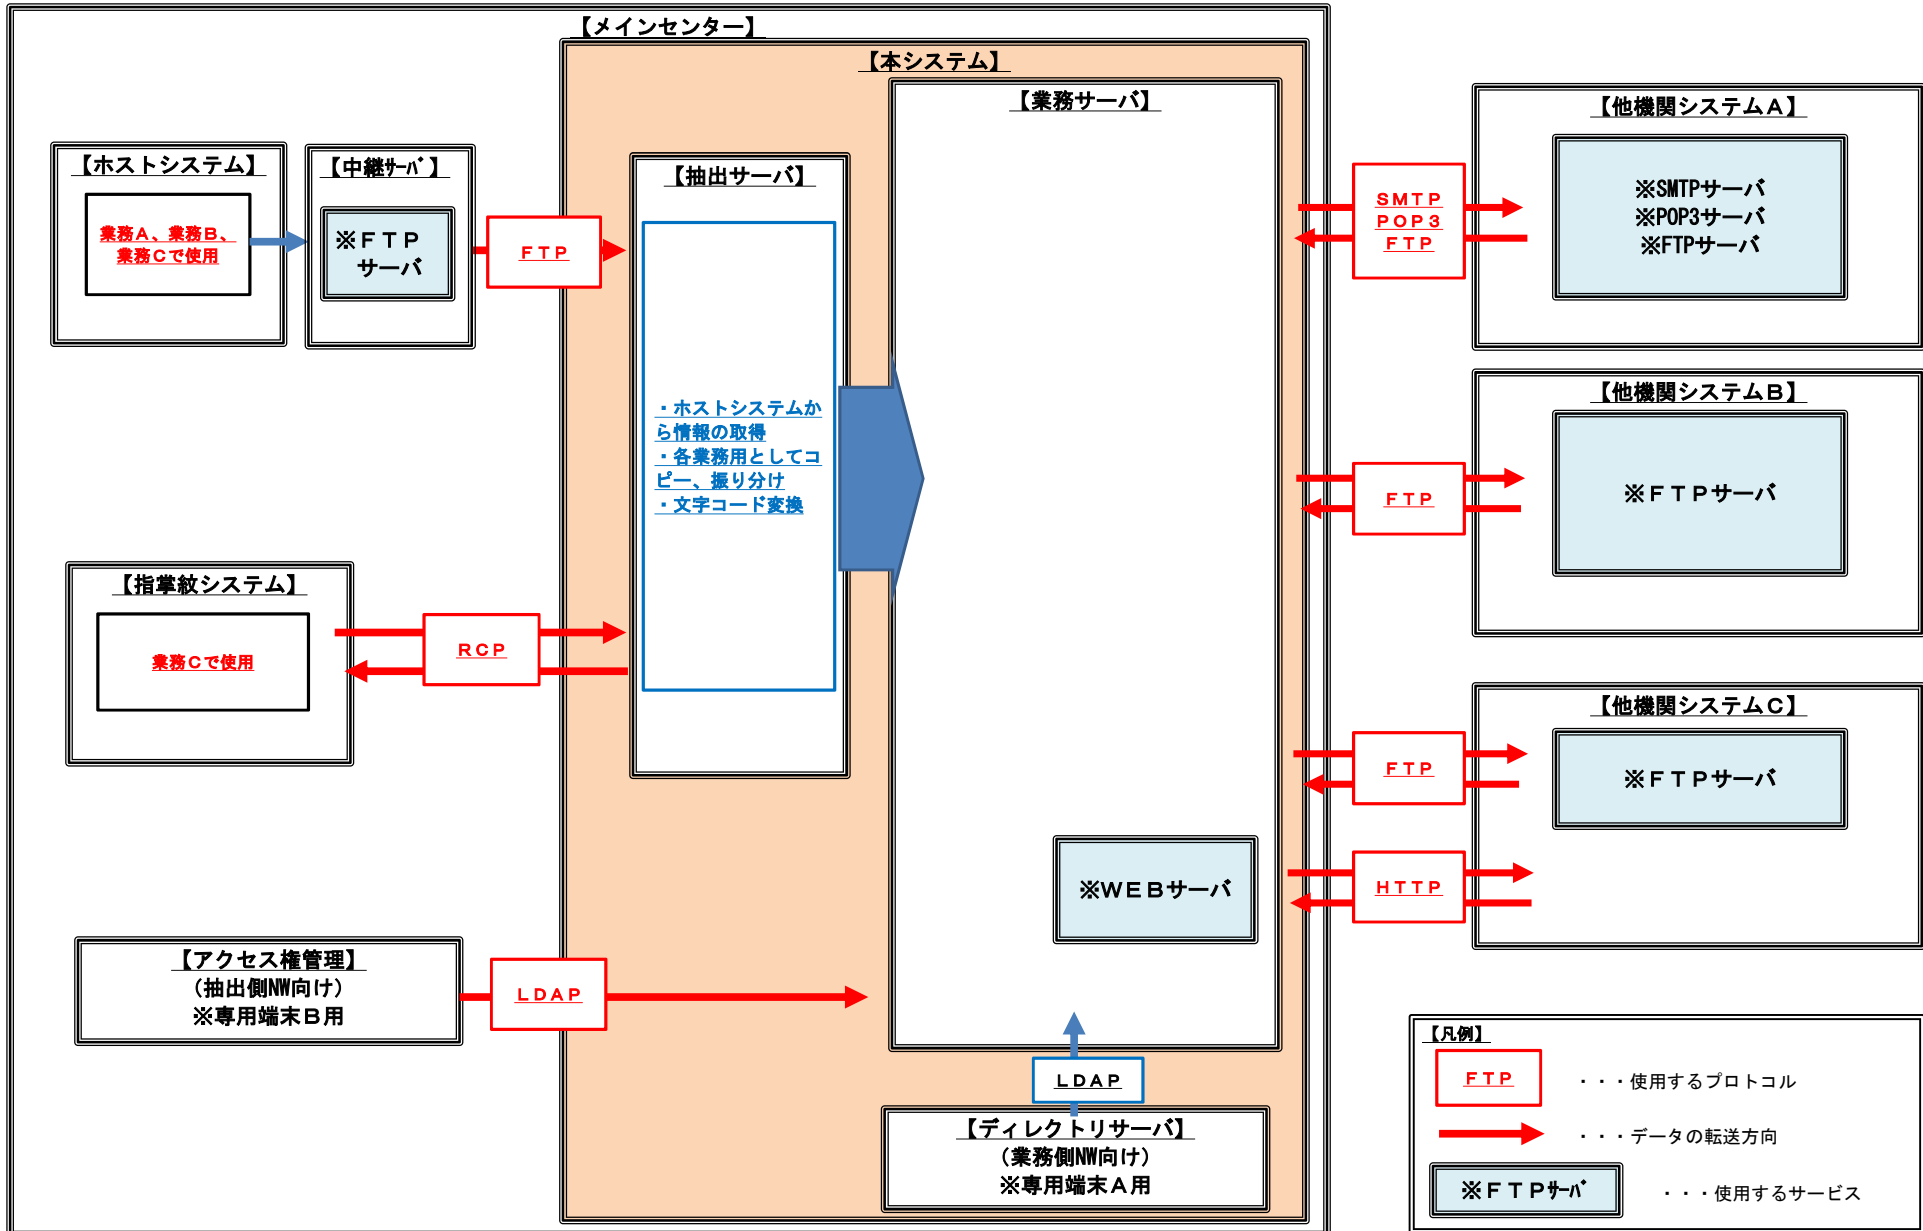 【メインセンター】
【本システム】
【業務サーバ】
【ホストシステム】
業務A、業務B、
業務Cで使用
【中継ｻｰﾊﾞ】
※ＦＴＰ
サーバ
ＦＴＰ
【抽出サーバ】
・ホストシステムか
ら情報の取得
・各業務用としてコ
ピー、振り分け
・文字コード変換
【指掌紋システム】
業務Cで使用
ＲＣＰ
【アクセス権管理】
（抽出側NW向け）
※専用端末Ｂ用
ＬＤＡＰ
※ＷＥＢサーバ
ＬＤＡＰ
【ディレクトリサーバ】
（業務側NW向け）
※専用端末Ａ用
ＳＭＴＰ
ＰＯＰ３
ＦＴＰ
【他機関システムＡ】
※SMTPサーバ
※POP3サーバ
※FTPサーバ
ＦＴＰ
【他機関システムＢ】
※ＦＴＰサーバ
ＦＴＰ
【他機関システムＣ】
※ＦＴＰサーバ
ＨＴＴＰ
【凡例】
ＦＴＰ ・・・使用するプロトコル
・・・データの転送方向
※ＦＴＰｻｰﾊﾞ ・・・使用するサービス